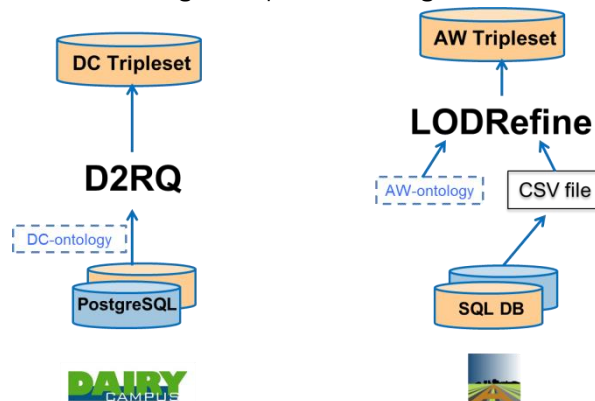 DC Tripleset
D2RQ
DC-ontology
PostgreSQL
DAIRY
CAMPUS
AW Tripleset
LODRefine
AW-ontology
CSV file
SQL DB